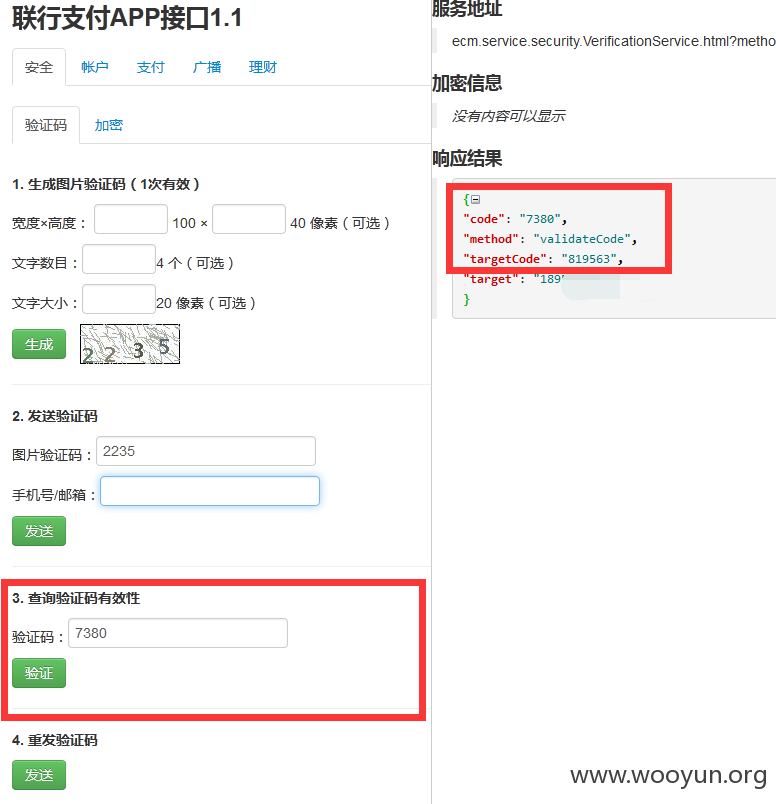 联行支付APP接口1.1
安全 帐户 支付 广播 理财
验证码 加密
1. 生成图片验证码（1次有效）
宽度×高度： 100 × 40 像素（可选）
文字数目： 4 个（可选）
文字大小： 20 像素（可选）
生成 2235
2. 发送验证码
图片验证码： 2235
手机号/邮箱：
发送
3. 查询验证码有效性
验证码： 7380
验证
4. 重发验证码
发送
服务地址
ecm.service.security.VerificationService.html?metho
加密信息
没有内容可以显示
响应结果
{
"code": "7380",
"method": "validateCode",
"targetCode": "819563",
"target": "189
}
www.wooyun.org